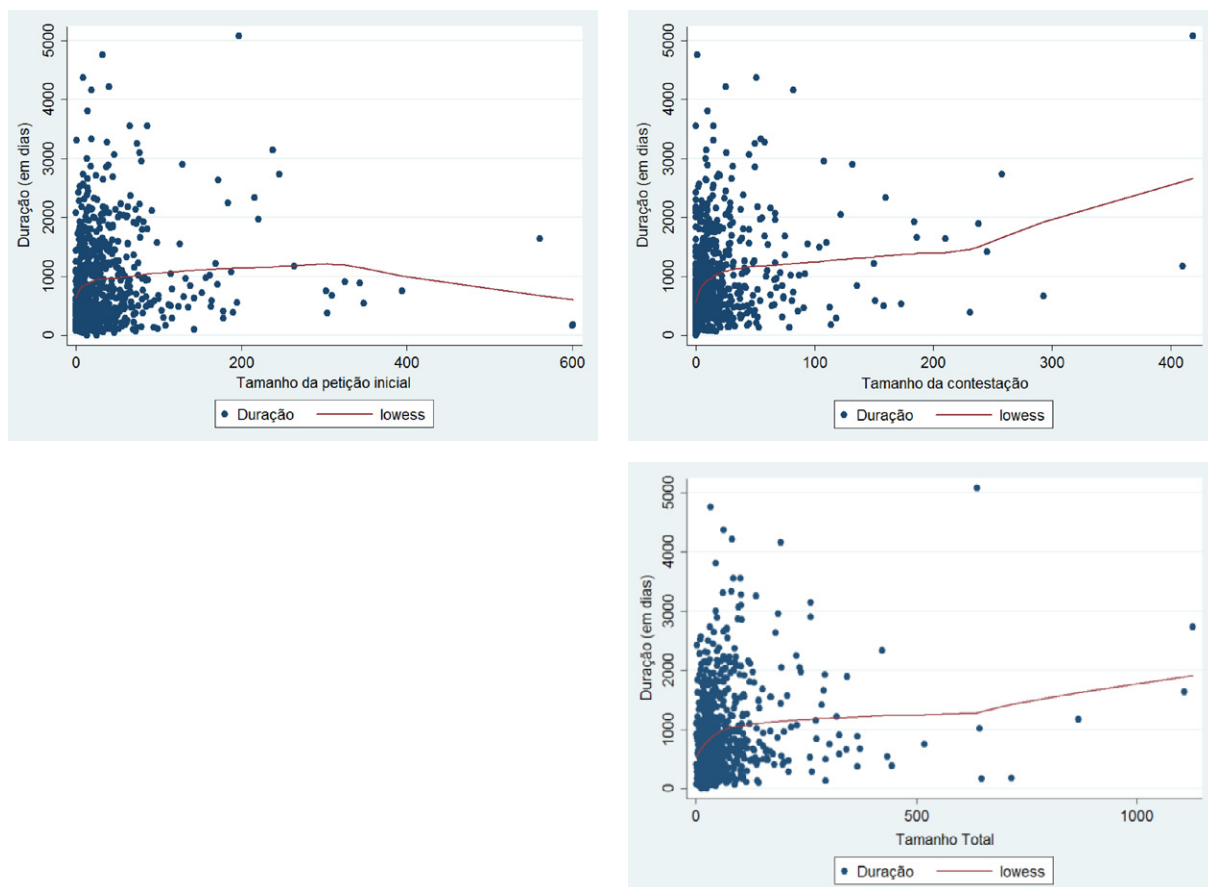 Duração (em dias)
5000
4000
3000
2000
1000
0
0 200 400 600
Tamanho da petição inicial
Duração lowess
Duração (em dias)
5000
4000
3000
2000
1000
0
0 100 200 300 400
Tamanho da contestação
Duração lowess
Duração (em dias)
5000
4000
3000
2000
1000
0
0 500 1000
Tamanho Total
Duração lowess